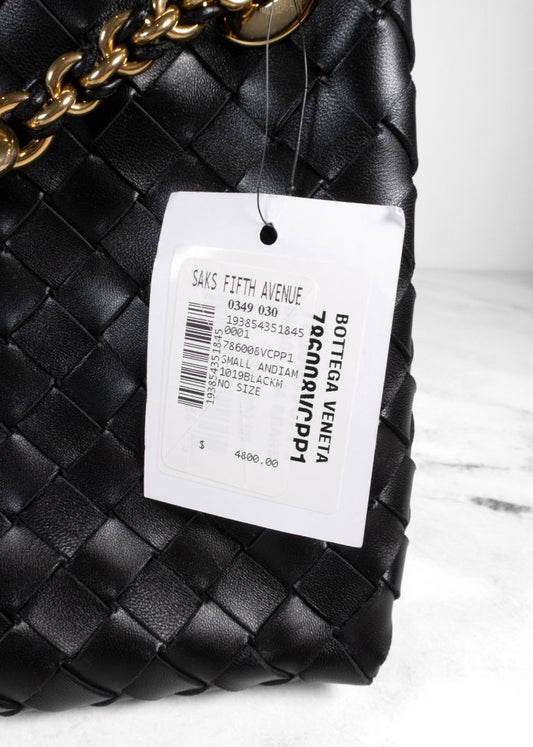 SAKS FIFTH AVENUE
0349 030
193854351845
0001
786008VCPP1
SMALL ANDIAM
1019BLACKM
NO SIZE
$ 4800.00
193854351845
BOTTEGA VENETA
786008VCPP1